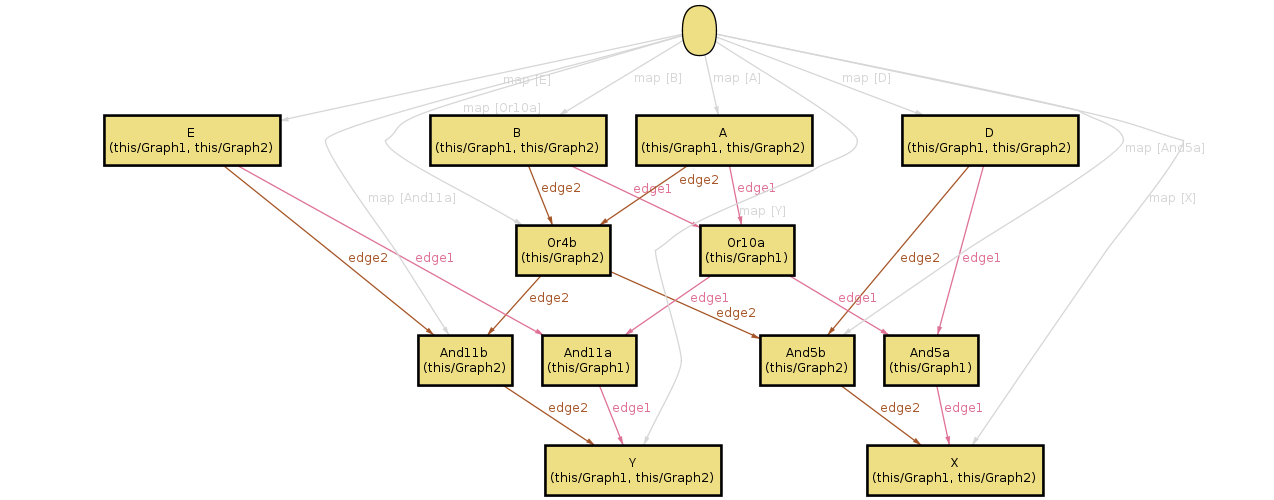 map [E]
map [B]
map [A]
map [D]
map [Or10a]
E
(this/Graph1, this/Graph2)
B
(this/Graph1, this/Graph2)
A
(this/Graph1, this/Graph2)
D
(this/Graph1, this/Graph2)
map [And5a]
edge2
edge1
edge2
edge1
map [And11a]
map [Y]
map [X]
Or4b
(this/Graph2)
Or10a
(this/Graph1)
edge2
edge1
edge2
edge1
edge2
edge1
edge2
edge1
And11b
(this/Graph2)
And11a
(this/Graph1)
And5b
(this/Graph2)
And5a
(this/Graph1)
edge2
edge1
edge2
edge1
Y
(this/Graph1, this/Graph2)
X
(this/Graph1, this/Graph2)